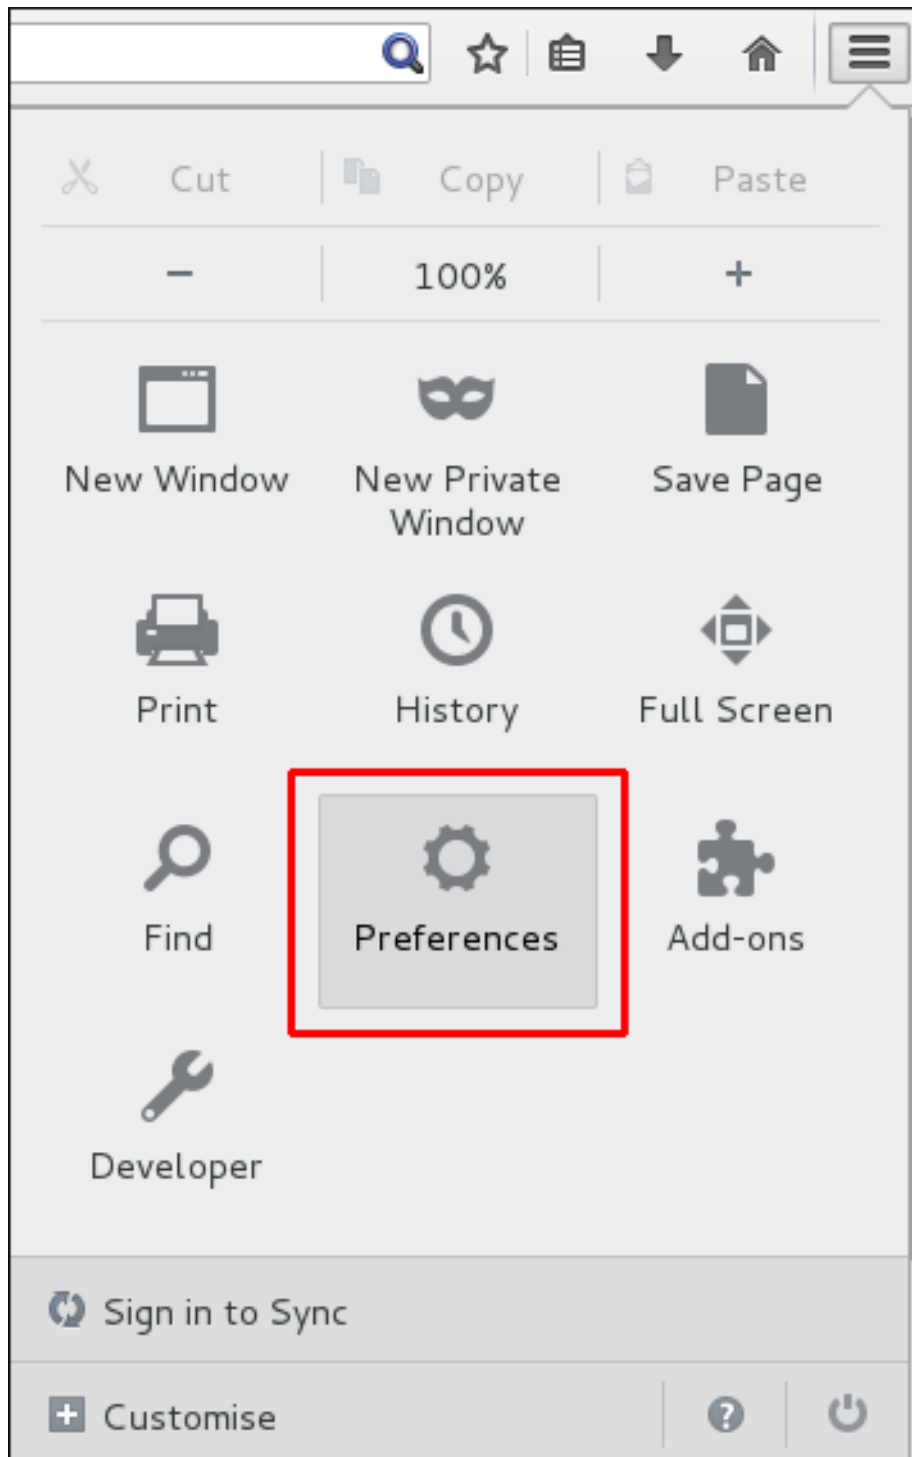 Cut Copy Paste
− 100% +
New Window
New Private
Window
Save Page
Print
History
Full Screen
Find
Preferences
Add-ons
Developer
Sign in to Sync
Customise